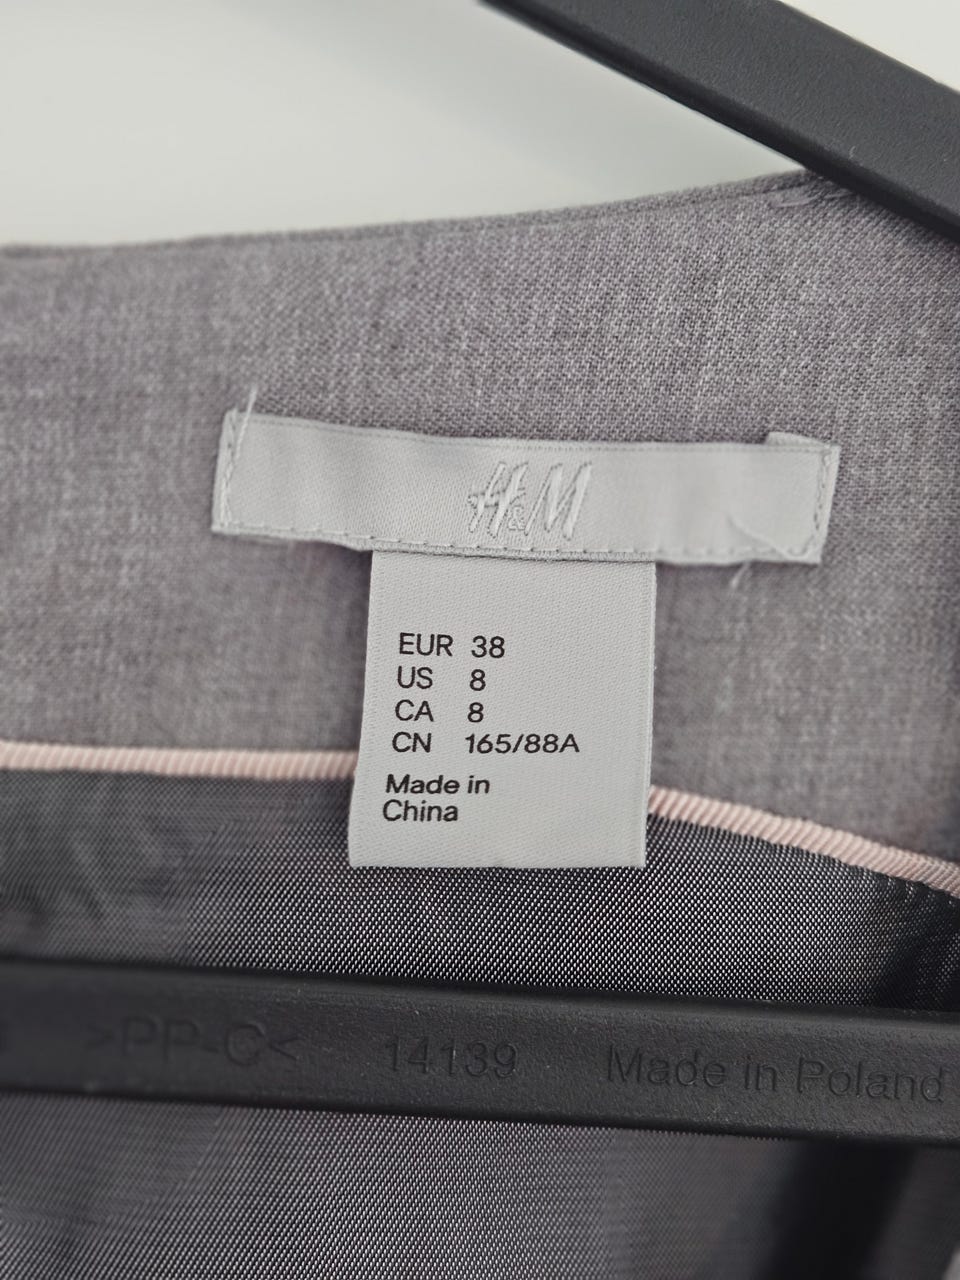 H&M
EUR 38
US 8
CA 8
CN 165/88A
Made in
China
>PP-C< 14139 Made in Poland